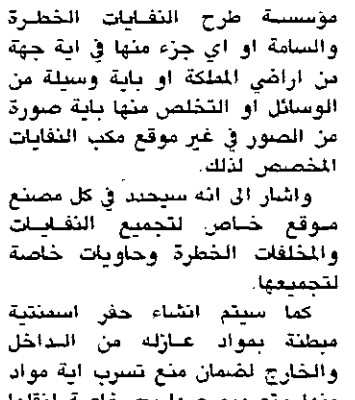 مؤسسة طرح النفايات الخطرة
والسامة او اي جزء منها في اية جهة
من اراضي المملكة او باية وسيلة من
الوسائل او التخلص منها باية صورة
من الصور في غير موقع مكب النفايات
المخصص لذلك.
واشار الى انه سيحدد في كل مصنع
موقع خاص لتجميع النفايات
والمخلفات الخطرة وحاويات خاصة
لتجميعها.
كما سيتم انشاء حفر اسمنتية
مبطنة بمواد عازله من الداخل
والخارج لضمان منع تسرب اية مواد